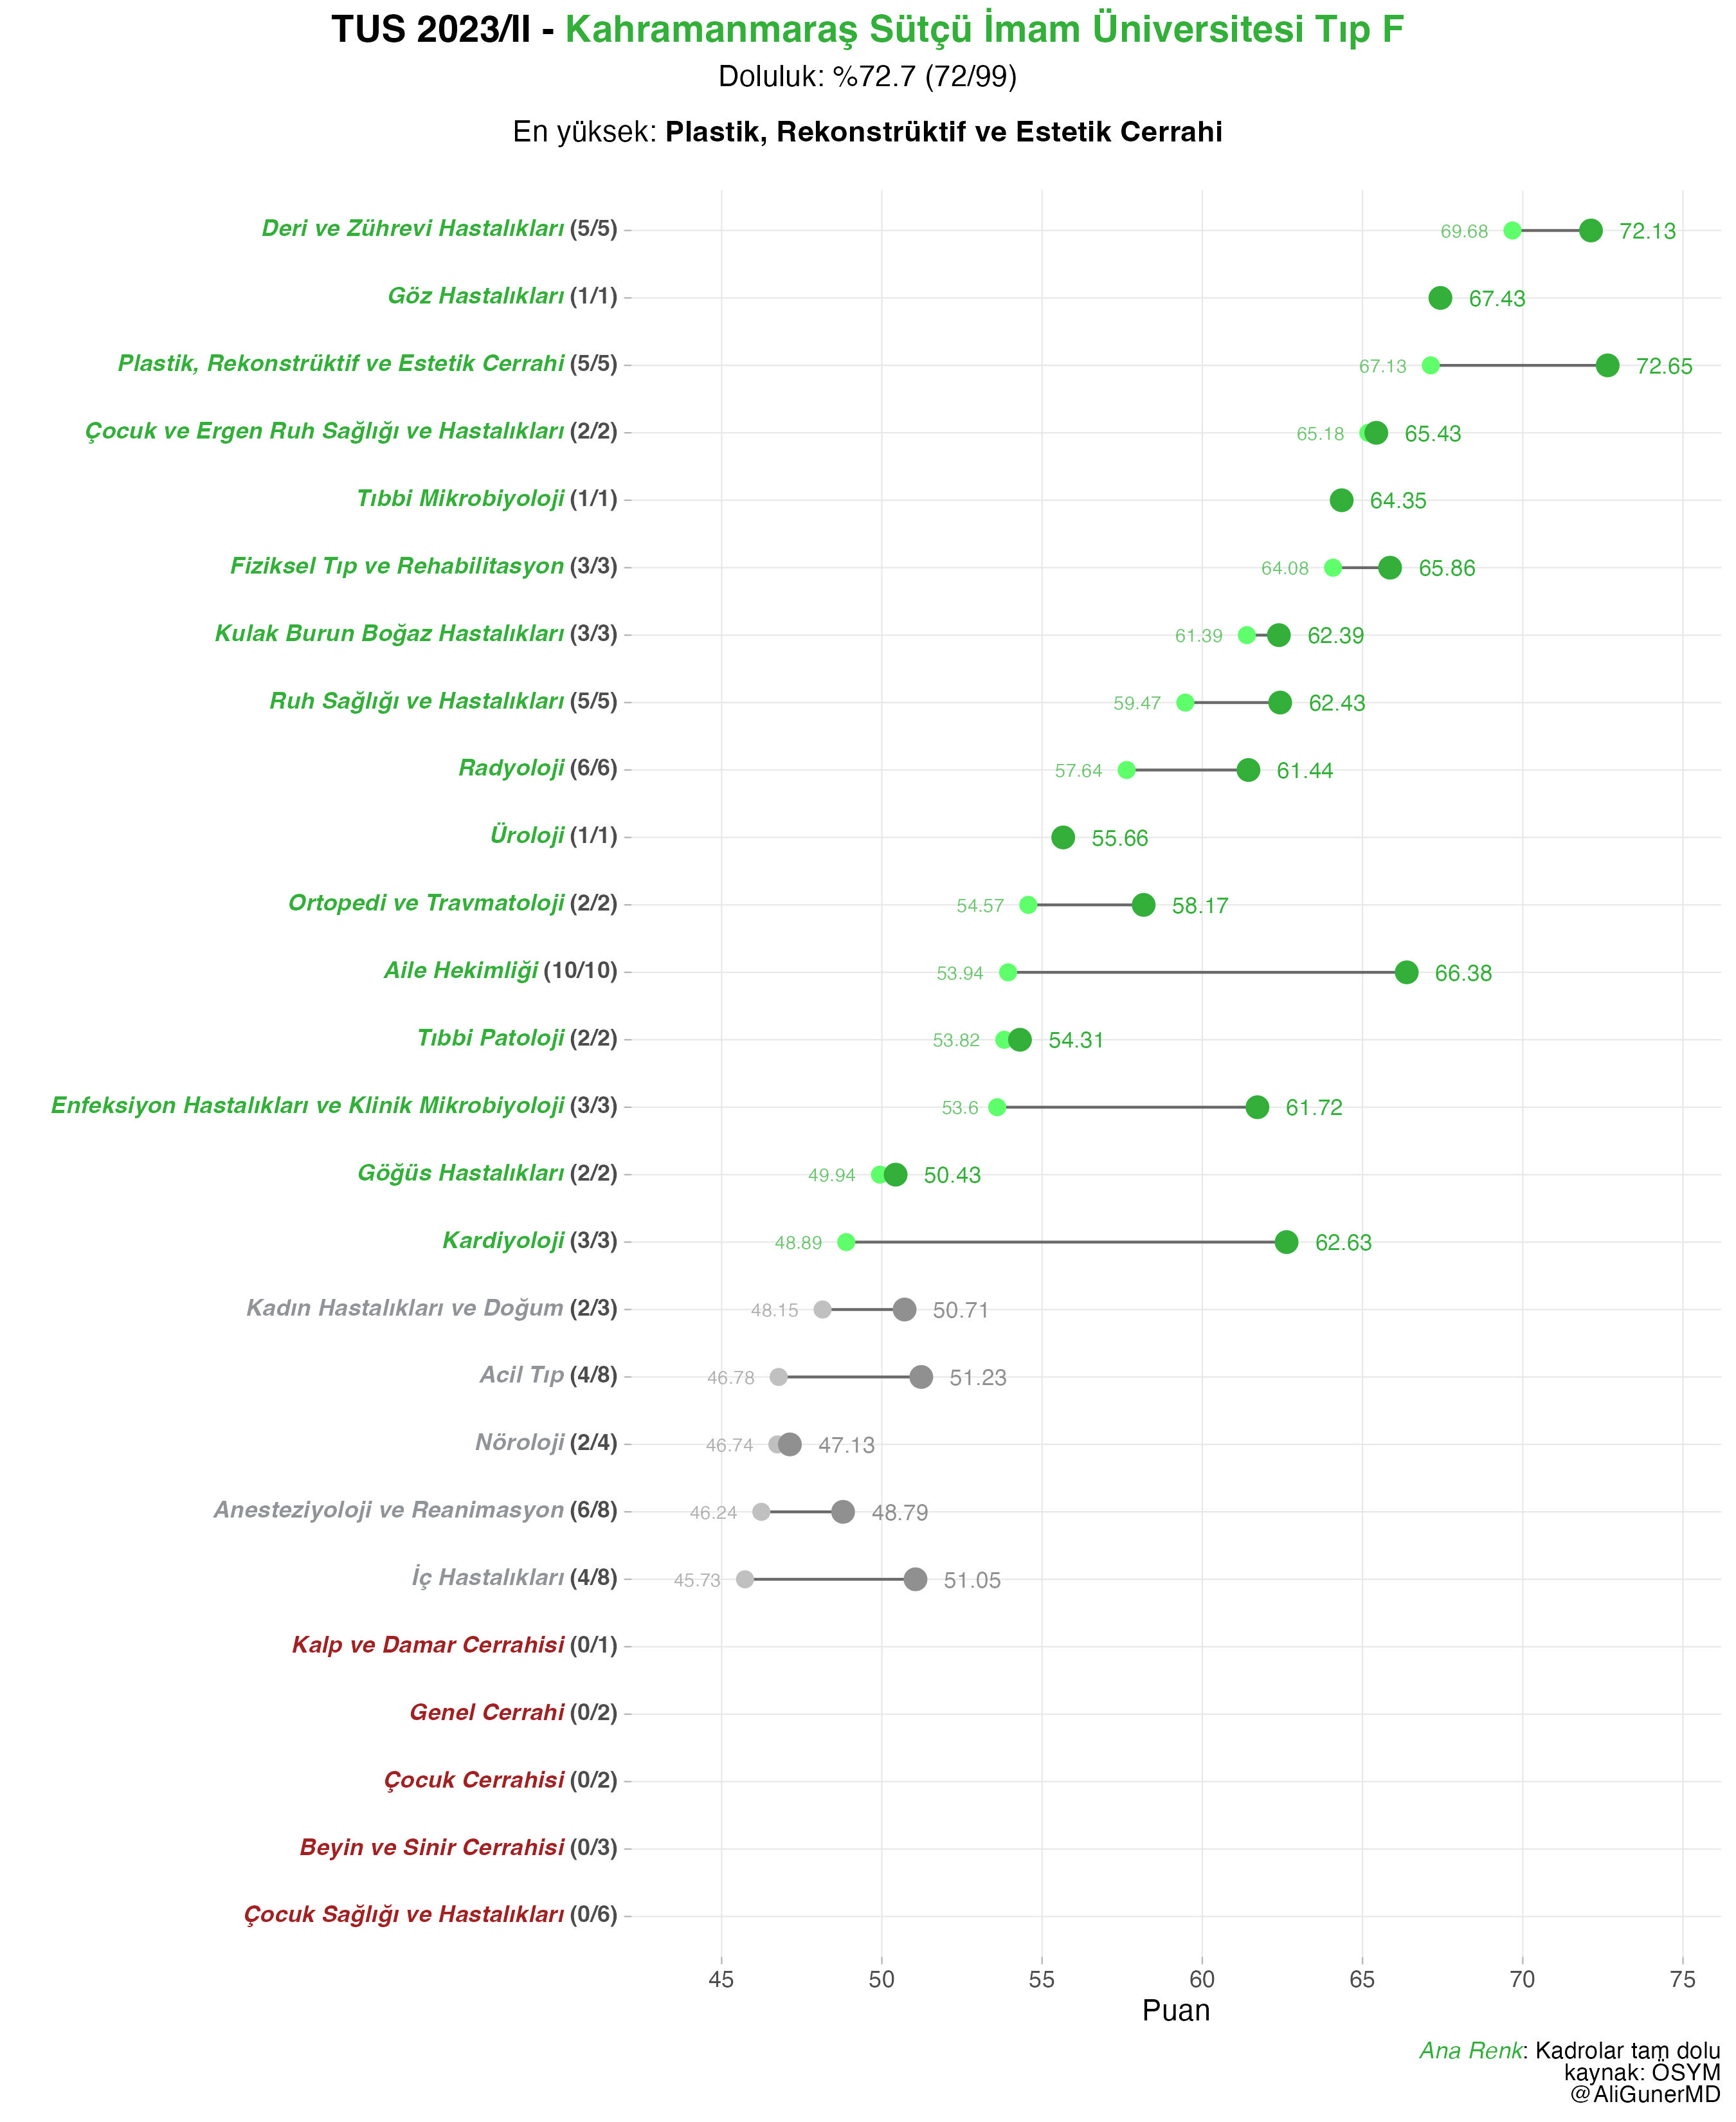 TUS 2023/II - Kahramanmaraş Sütçü İmam Üniversitesi Tıp F
Doluluk: %72.7 (72/99)
En yüksek: Plastik, Rekonstrüktif ve Estetik Cerrahi
Deri ve Zührevi Hastalıkları (5/5) 69.68 72.13
Göz Hastalıkları (1/1) 67.43
Plastik, Rekonstrüktif ve Estetik Cerrahi (5/5) 67.13 72.65
Çocuk ve Ergen Ruh Sağlığı ve Hastalıkları (2/2) 65.18 65.43
Tıbbi Mikrobiyoloji (1/1) 64.35
Fiziksel Tıp ve Rehabilitasyon (3/3) 64.08 65.86
Kulak Burun Boğaz Hastalıkları (3/3) 61.39 62.39
Ruh Sağlığı ve Hastalıkları (5/5) 59.47 62.43
Radyoloji (6/6) 57.64 61.44
Üroloji (1/1) 55.66
Ortopedi ve Travmatoloji (2/2) 54.57 58.17
Aile Hekimliği (10/10) 53.94 66.38
Tıbbi Patoloji (2/2) 53.82 54.31
Enfeksiyon Hastalıkları ve Klinik Mikrobiyoloji (3/3) 53.6 61.72
Göğüs Hastalıkları (2/2) 49.94 50.43
Kardiyoloji (3/3) 48.89 62.63
Kadın Hastalıkları ve Doğum (2/3) 48.15 50.71
Acil Tıp (4/8) 46.78 51.23
Nöroloji (2/4) 46.74 47.13
Anesteziyoloji ve Reanimasyon (6/8) 46.24 48.79
İç Hastalıkları (4/8) 45.73 51.05
Kalp ve Damar Cerrahisi (0/1)
Genel Cerrahi (0/2)
Çocuk Cerrahisi (0/2)
Beyin ve Sinir Cerrahisi (0/3)
Çocuk Sağlığı ve Hastalıkları (0/6)
45 50 55 60 65 70 75
Puan
Ana Renk: Kadrolar tam dolu
kaynak: ÖSYM
@AliGunerMD